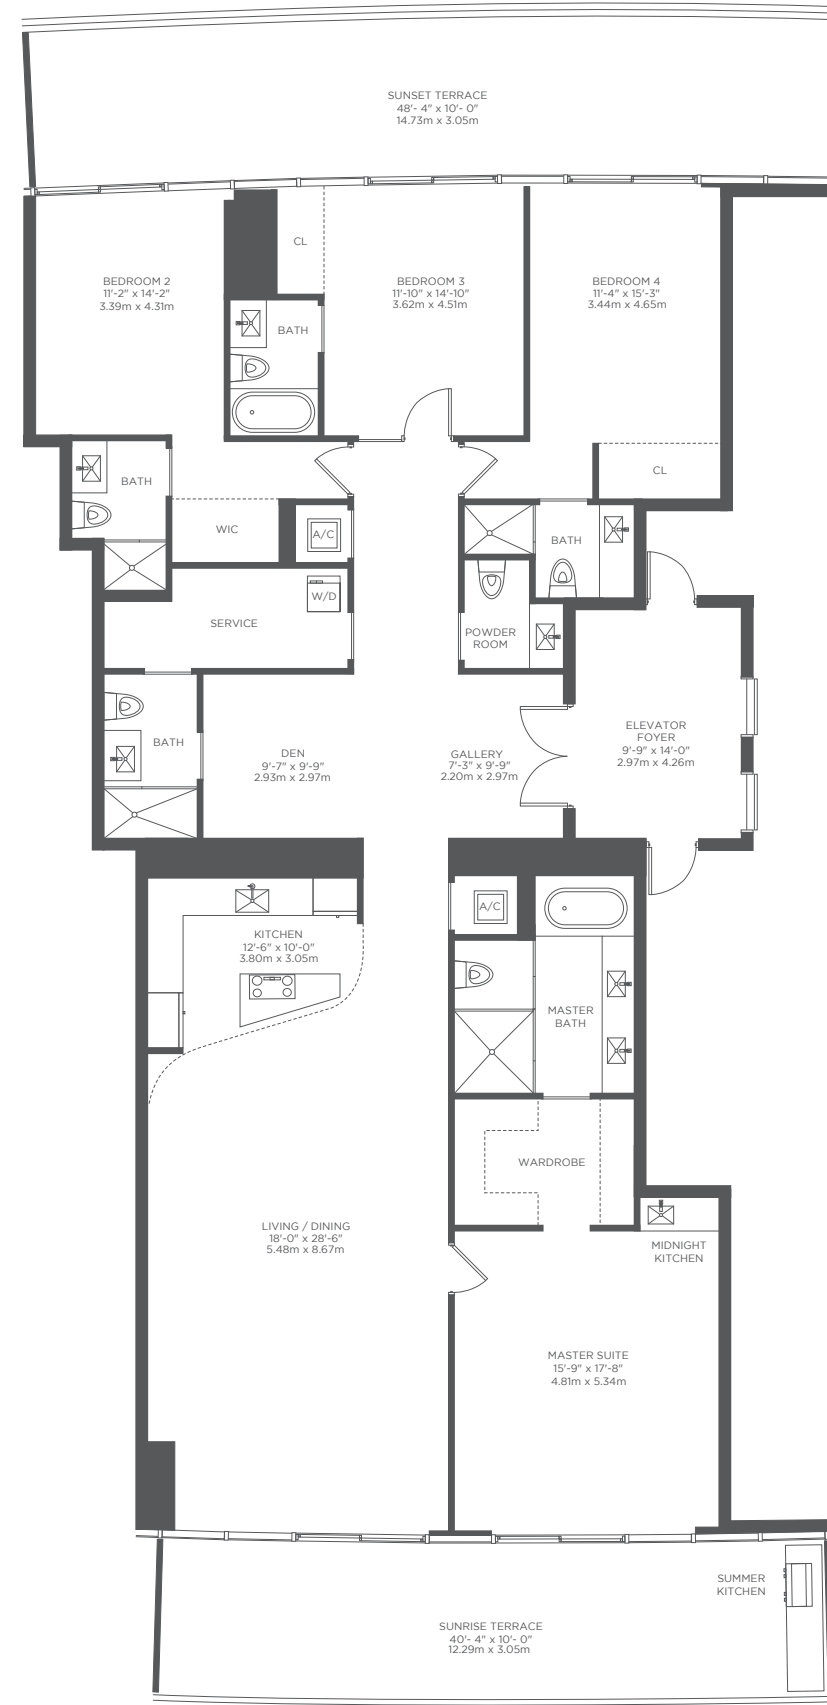 SUNSET TERRACE
48'- 4" x 10'- 0"
14.73m x 3.05m
CL
BEDROOM 2
11'-2" x 14'-2"
3.39m x 4.31m
BEDROOM 3
11'-10" x 14'-10"
3.62m x 4.51m
BEDROOM 4
11'-4" x 15'-3"
3.44m x 4.65m
BATH
BATH
CL
WIC
A/C
BATH
W/D
SERVICE
POWDER
ROOM
BATH
DEN
9'-7" x 9'-9"
2.93m x 2.97m
GALLERY
7'-3" x 9'-9"
2.20m x 2.97m
ELEVATOR
FOYER
9'-9" x 14'-0"
2.97m x 4.26m
A/C
KITCHEN
12'-6" x 10'-0"
3.80m x 3.05m
MASTER
BATH
WARDROBE
LIVING / DINING
18'-0" x 28'-6"
5.48m x 8.67m
MIDNIGHT
KITCHEN
MASTER SUITE
15'-9" x 17'-8"
4.81m x 5.34m
SUMMER
KITCHEN
SUNRISE TERRACE
40'- 4" x 10'- 0"
12.29m x 3.05m